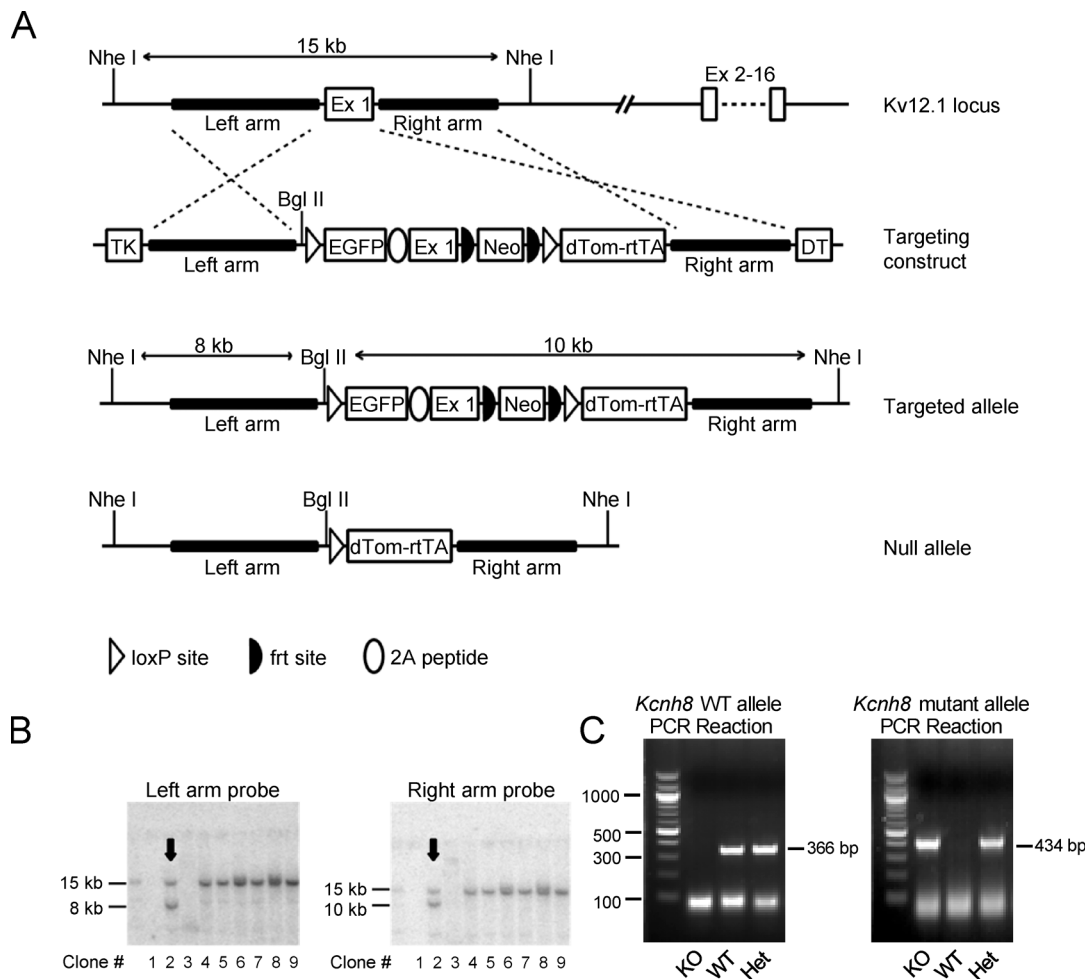 A
15 kb
Nhe I
Nhe I
Ex 2-16
Ex 1
Kv12.1 locus
Left arm
Right arm
Bgl II
TK
EGFP
Ex 1
Neo
dTom-rtTA
DT
Left arm
Right arm
Targeting
construct
Nhe I
8 kb
Bgl II
10 kb
Nhe I
EGFP
Ex 1
Neo
dTom-rtTA
Left arm
Right arm
Targeted allele
Nhe I
Bgl II
Nhe I
dTom-rtTA
Left arm
Right arm
Null allele
loxP site
frt site
2A peptide
B
Left arm probe
Right arm probe
15 kb
8 kb
15 kb
10 kb
Clone # 1 2 3 4 5 6 7 8 9
Clone # 1 2 3 4 5 6 7 8 9
C
Kcnh8 WT allele
PCR Reaction
Kcnh8 mutant allele
PCR Reaction
1000
500
300
100
366 bp
434 bp
KO WT Het
KO WT Het